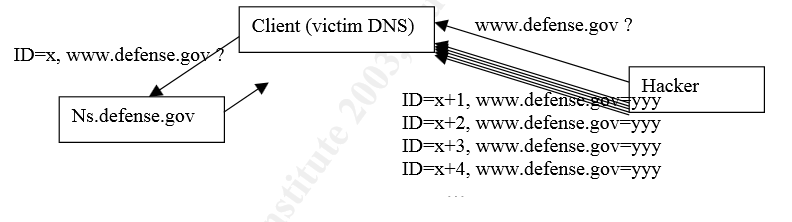 Client (victim DNS)
www.defense.gov ?
ID=x, www.defense.gov ?
Hacker
Ns.defense.gov
ID=x+1, www.defense.gov=yyy
ID=x+2, www.defense.gov=yyy
ID=x+3, www.defense.gov=yyy
ID=x+4, www.defense.gov=yyy
...
stitute 2003,